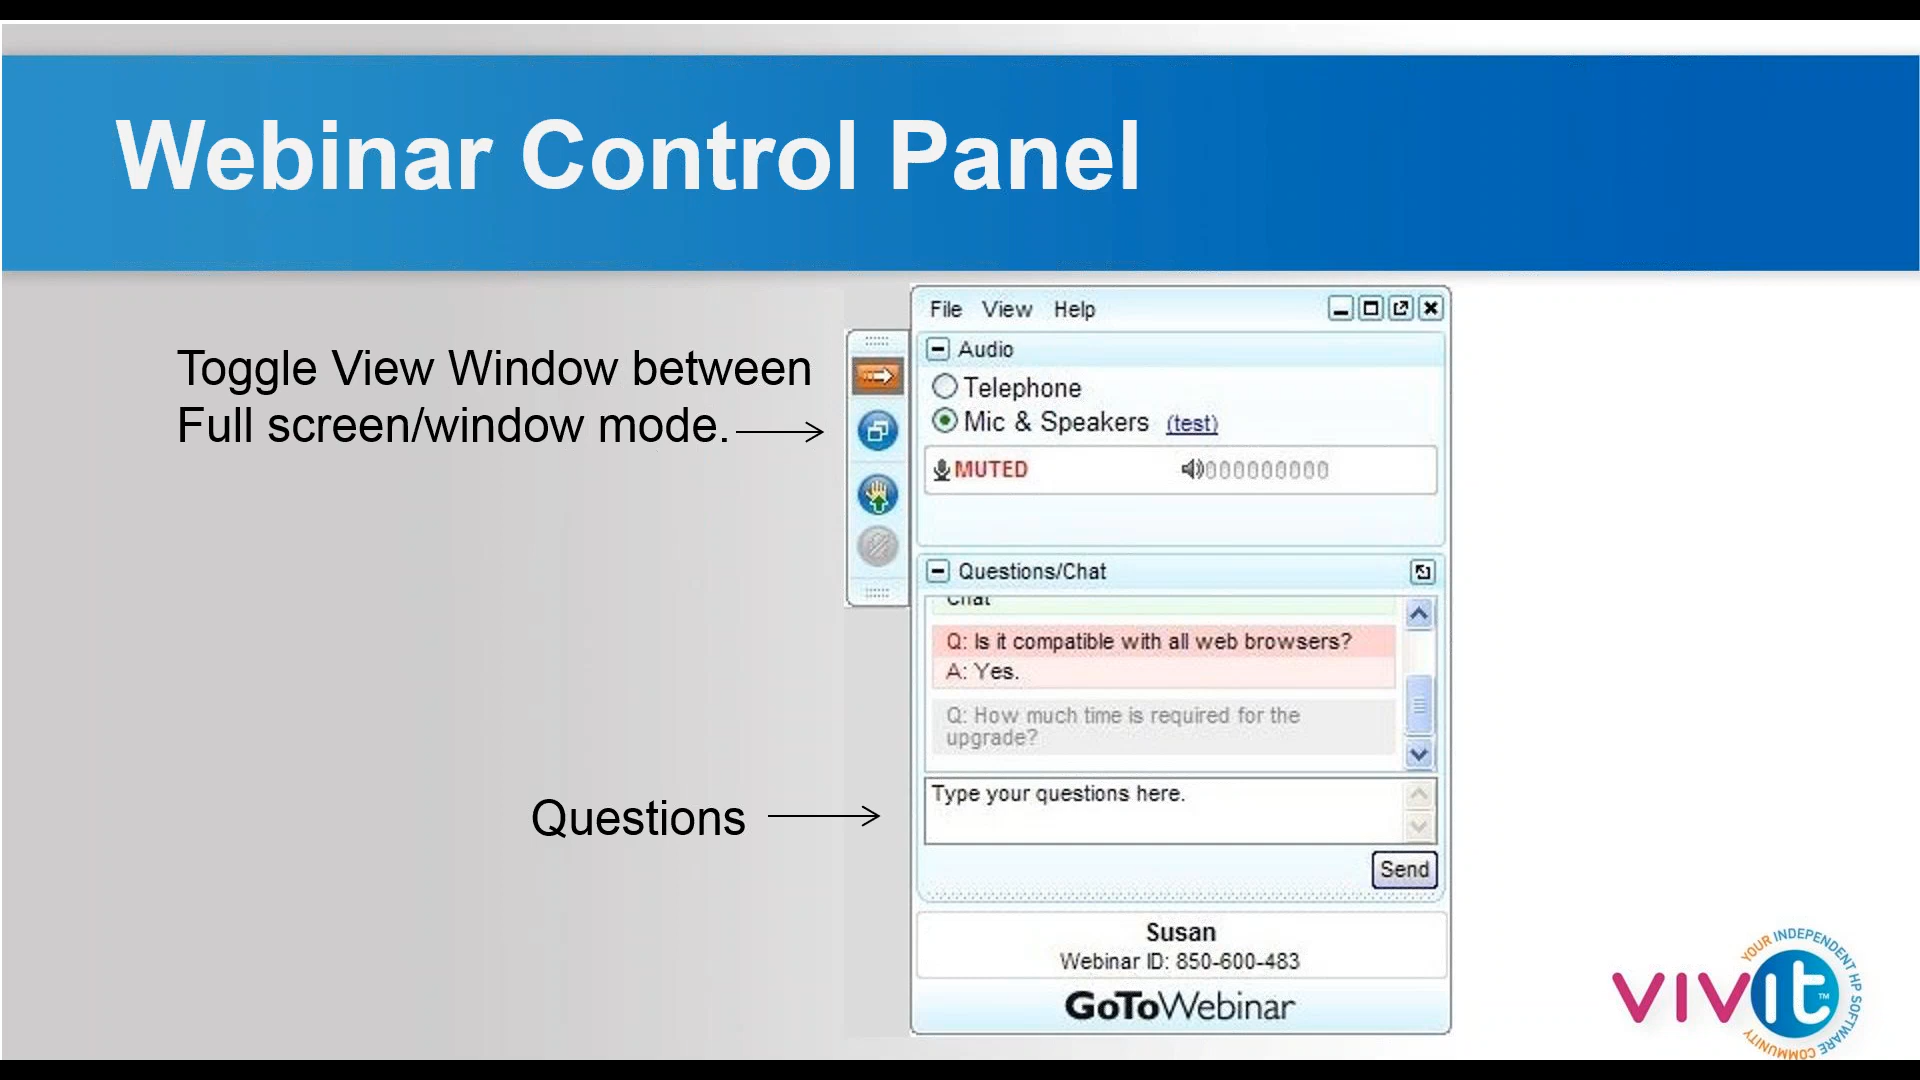 Webinar Control Panel
Toggle View Window between
Full screen/window mode.
File View Help
Audio
Telephone
Mic & Speakers (test)
MUTED
Questions/Chat
Chat
Q: Is it compatible with all web browsers?
A: Yes.
Q: How much time is required for the
upgrade?
Questions
Type your questions here.
Send
Susan
Webinar ID: 850-600-483
GoToWebinar
vivit™
YOUR INDEPENDENT HP SOFTWARE COMMUNITY